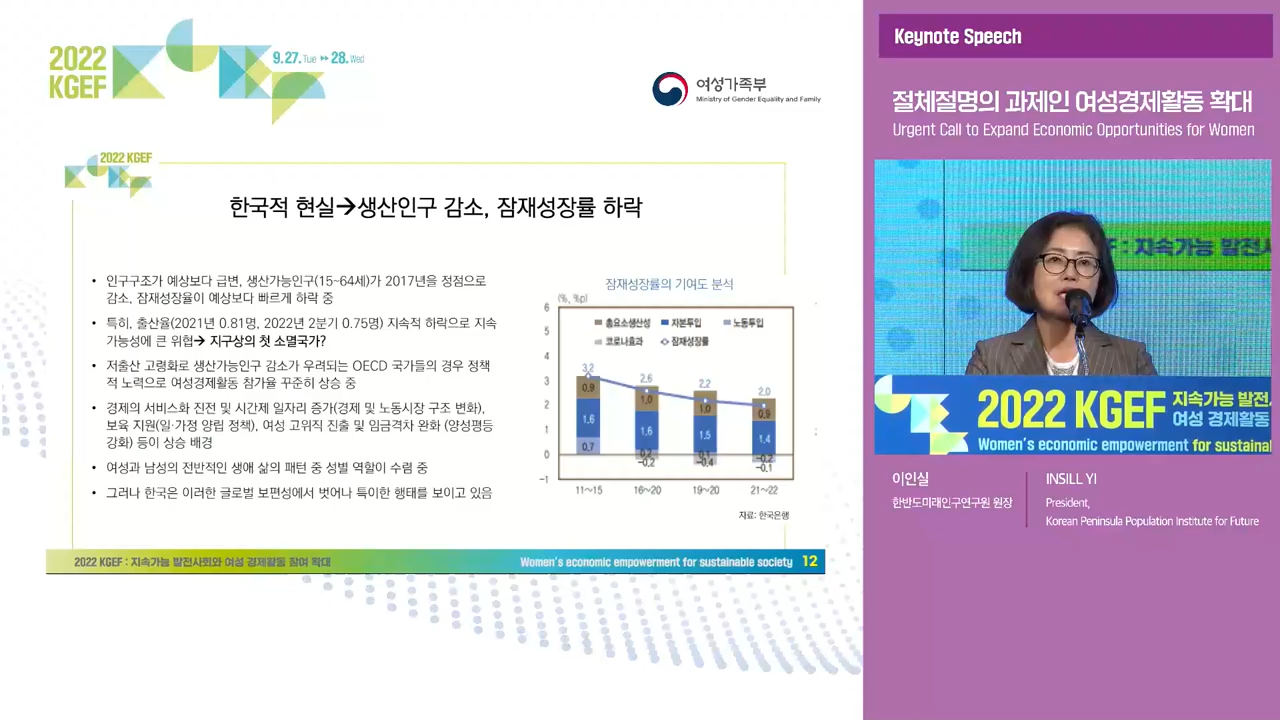 2022
KGEF
9.27.Tue ▸▸ 28.Wed
여성가족부
Ministry of Gender Equality and Family
2022 KGEF
한국적 현실→생산인구 감소, 잠재성장률 하락
• 인구구조가 예상보다 급변, 생산가능인구(15~64세)가 2017년을 정점으로
감소, 잠재성장률이 예상보다 빠르게 하락 중
• 특히, 출산율(2021년 0.81명, 2022년 2분기 0.75명) 지속적 하락으로 지속
가능성에 큰 위협→ 지구상의 첫 소멸국가?
• 저출산 고령화로 생산가능인구 감소가 우려되는 OECD 국가들의 경우 정책
적 노력으로 여성경제활동 참가율 꾸준히 상승 중
• 경제의 서비스화 진전 및 시간제 일자리 증가(경제 및 노동시장 구조 변화),
보육 지원(일·가정 양립 정책), 여성 고위직 진출 및 임금격차 완화 (양성평등
강화) 등이 상승 배경
• 여성과 남성의 전반적인 생애 삶의 패턴 중 성별 역할이 수렴 중
• 그러나 한국은 이러한 글로벌 보편성에서 벗어나 특이한 행태를 보이고 있음
잠재성장률의 기여도 분석
(%, %p)
총요소생산성 자본투입 노동투입
코로나효과 잠재성장률
6
5
4
3
2
1
0
-1
3.2 2.6 2.2 2.0
0.9 1.0 1.0 0.9
1.6 1.6 1.5 1.4
0.7 0.2 0.1 -0.2
-0.2 -0.4 -0.1
11~15 16~20 19~20 21~22
자료: 한국은행
2022 KGEF : 지속가능 발전사회와 여성 경제활동 참여 확대
Women's economic empowerment for sustainable society 12
Keynote Speech
절체절명의 과제인 여성경제활동 확대
Urgent Call to Expand Economic Opportunities for Women
F : 지속가능 발전사
2022 KGEF
지속가능 발전
여성 경제활동
Women's economic empowerment for sustainabl
이인실
한반도미래인구연구원 원장
INSILL YI
President,
Korean Peninsula Population Institute for Future